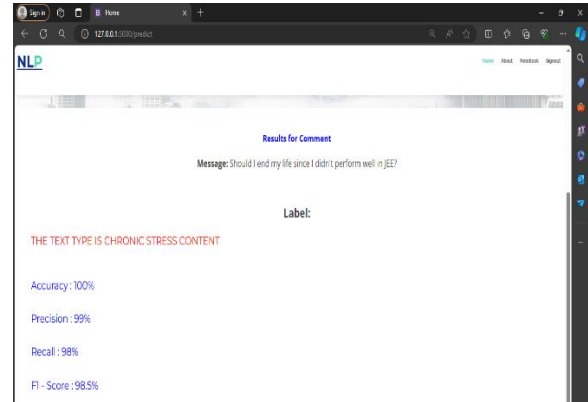 Sign in
Home
127.0.0.1:5000/predict
NLP
Home About Notebook Signout
Results for Comment
Message: Should I end my life since I didn't perform well in JEE?
Label:
THE TEXT TYPE IS CHRONIC STRESS CONTENT
Accuracy : 100%
Precision : 99%
Recall : 98%
F1 - Score : 98.5%